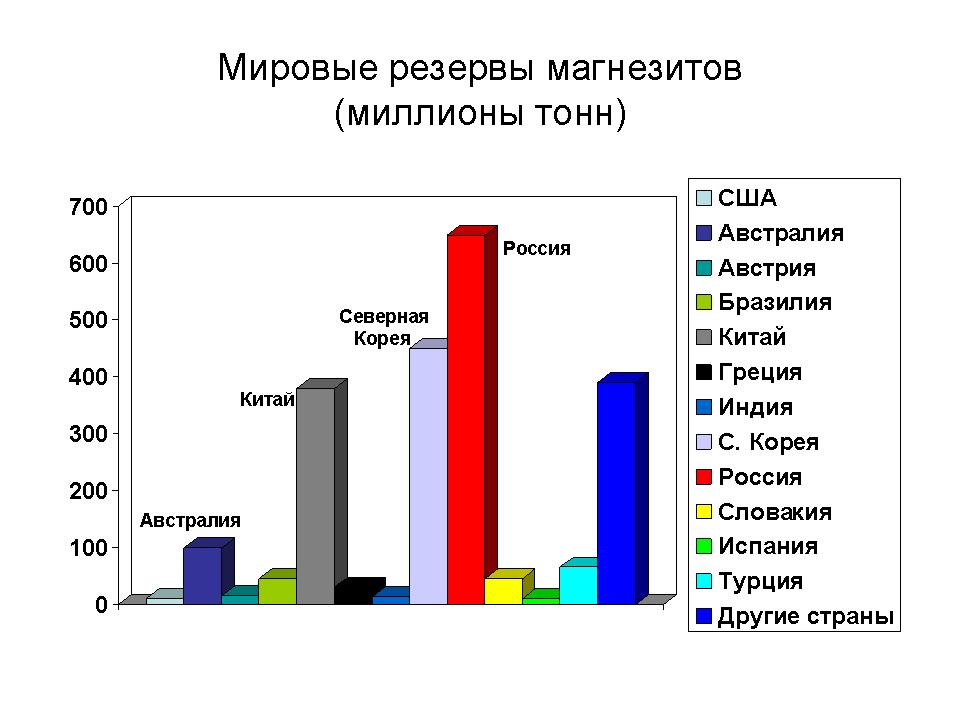 Мировые резервы магнезитов
(миллионы тонн)
700
600
500
400
300
200
100
0
Австралия
Китай
Северная
Корея
Россия
США
Австралия
Австрия
Бразилия
Китай
Греция
Индия
С. Корея
Россия
Словакия
Испания
Турция
Другие страны